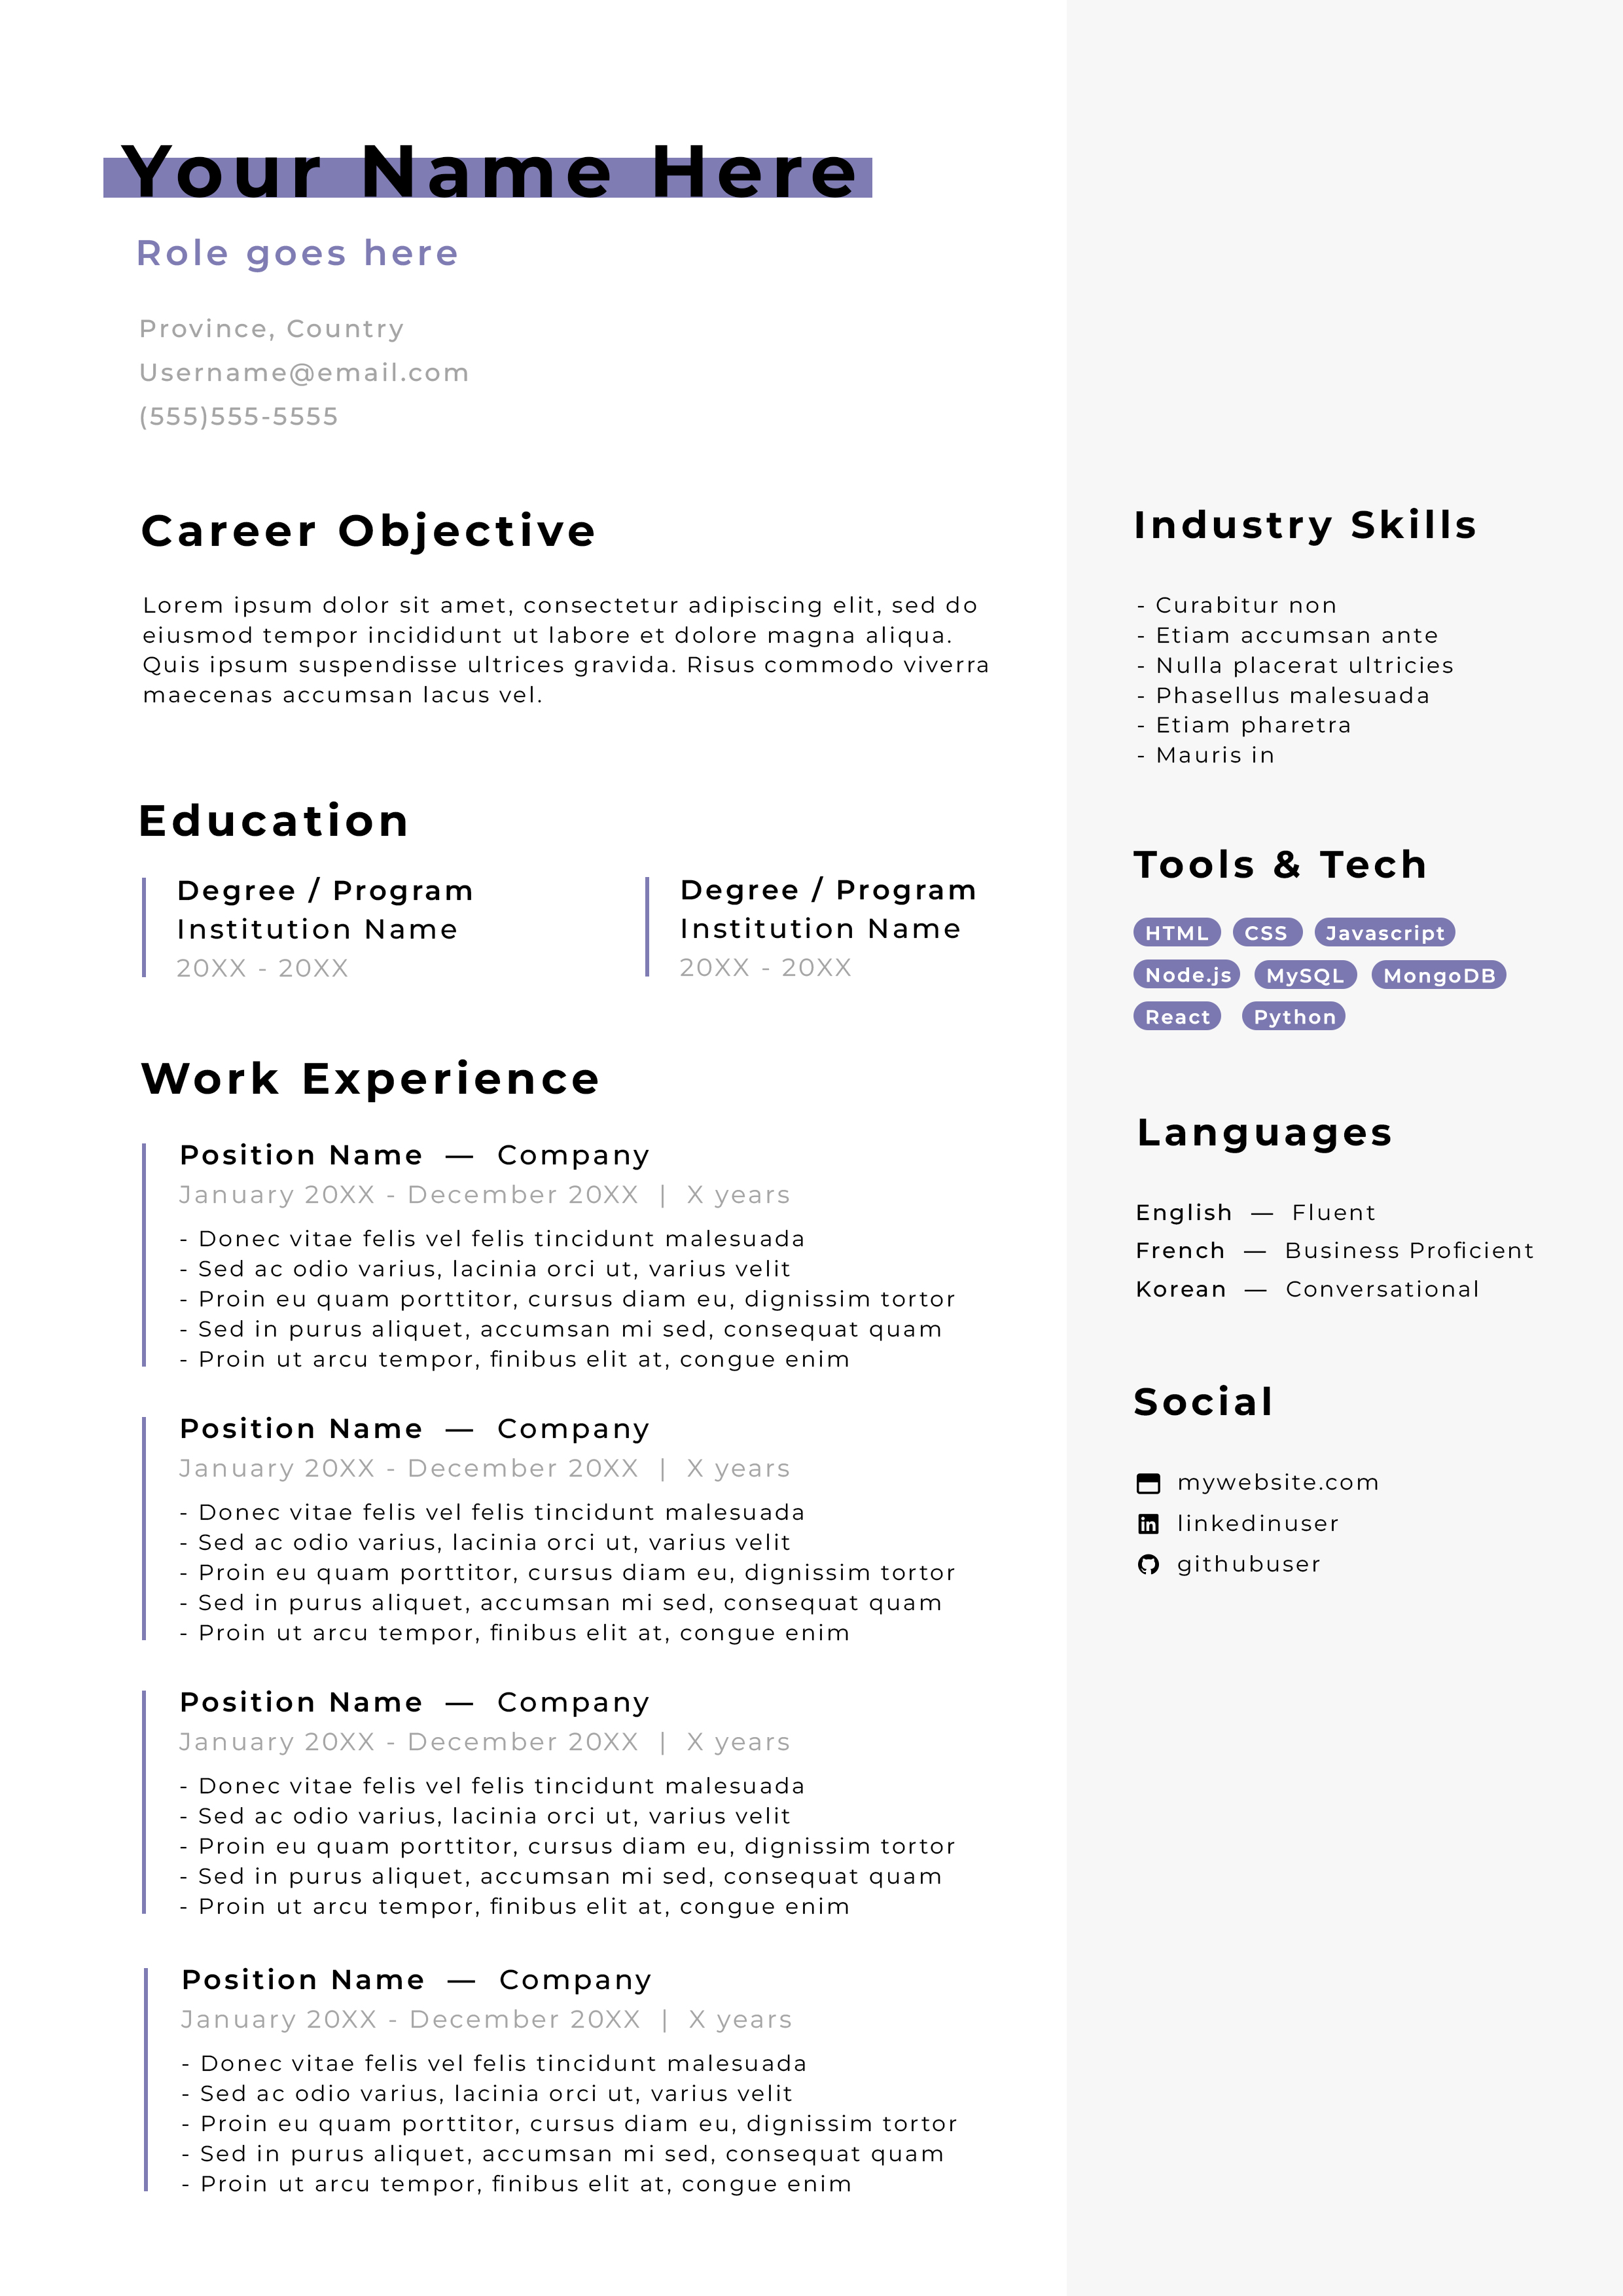 Your Name Here
Role goes here
Province, Country
Username@email.com
(555)555-5555
Career Objective
Lorem ipsum dolor sit amet, consectetur adipiscing elit, sed do
eiusmod tempor incididunt ut labore et dolore magna aliqua.
Quis ipsum suspendisse ultrices gravida. Risus commodo viverra
maecenas accumsan lacus vel.
Education
Degree / Program
Institution Name
20XX - 20XX
Degree / Program
Institution Name
20XX - 20XX
Work Experience
Position Name — Company
January 20XX - December 20XX | X years
- Donec vitae felis vel felis tincidunt malesuada
- Sed ac odio varius, lacinia orci ut, varius velit
- Proin eu quam porttitor, cursus diam eu, dignissim tortor
- Sed in purus aliquet, accumsan mi sed, consequat quam
- Proin ut arcu tempor, finibus elit at, congue enim
Position Name — Company
January 20XX - December 20XX | X years
- Donec vitae felis vel felis tincidunt malesuada
- Sed ac odio varius, lacinia orci ut, varius velit
- Proin eu quam porttitor, cursus diam eu, dignissim tortor
- Sed in purus aliquet, accumsan mi sed, consequat quam
- Proin ut arcu tempor, finibus elit at, congue enim
Position Name — Company
January 20XX - December 20XX | X years
- Donec vitae felis vel felis tincidunt malesuada
- Sed ac odio varius, lacinia orci ut, varius velit
- Proin eu quam porttitor, cursus diam eu, dignissim tortor
- Sed in purus aliquet, accumsan mi sed, consequat quam
- Proin ut arcu tempor, finibus elit at, congue enim
Position Name — Company
January 20XX - December 20XX | X years
- Donec vitae felis vel felis tincidunt malesuada
- Sed ac odio varius, lacinia orci ut, varius velit
- Proin eu quam porttitor, cursus diam eu, dignissim tortor
- Sed in purus aliquet, accumsan mi sed, consequat quam
- Proin ut arcu tempor, finibus elit at, congue enim
Industry Skills
- Curabitur non
- Etiam accumsan ante
- Nulla placerat ultricies
- Phasellus malesuada
- Etiam pharetra
- Mauris in
Tools & Tech
HTML CSS Javascript
Node.js MySQL MongoDB
React Python
Languages
English — Fluent
French — Business Proficient
Korean — Conversational
Social
mywebsite.com
linkedinuser
githubuser